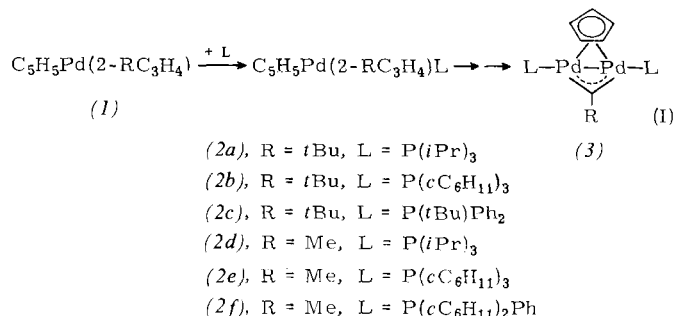 C₅H₅Pd(2-RC₃H₄) + L → C₅H₅Pd(2-RC₃H₄)L → → L-Pd-Pd-L
R
(I)
(1) (3)
(2a), R = tBu, L = P(iPr)₃
(2b), R = tBu, L = P(cC₆H₁₁)₃
(2c), R = tBu, L = P(tBu)Ph₂
(2d), R = Me, L = P(iPr)₃
(2e), R = Me, L = P(cC₆H₁₁)₃
(2f), R = Me, L = P(cC₆H₁₁)₂Ph